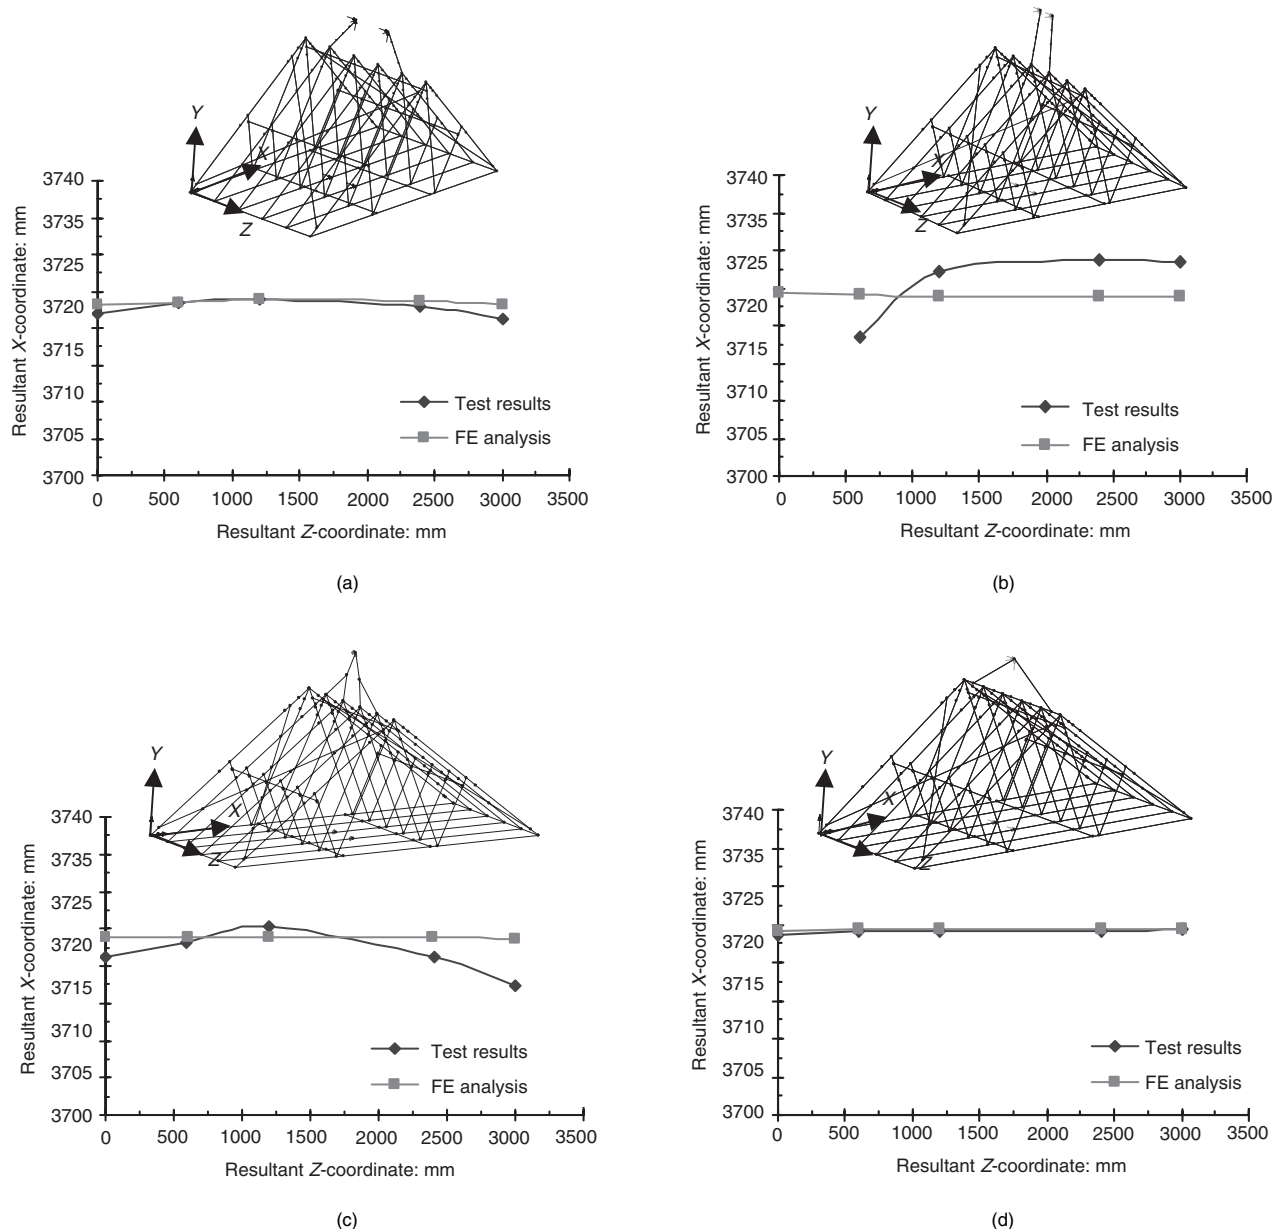 Y
X
Z
3740
3735
3725
3720
3715
3710
3705
3700
0 500 1000 1500 2000 2500 3000 3500
Resultant X-coordinate: mm
Resultant Z-coordinate: mm
Test results
FE analysis
(a)
Y
X
Z
3740
3735
3725
3720
3715
3710
3705
3700
0 500 1000 1500 2000 2500 3000 3500
Resultant X-coordinate: mm
Resultant Z-coordinate: mm
Test results
FE analysis
(b)
Y
X
Z
3740
3735
3725
3720
3715
3710
3705
3700
0 500 1000 1500 2000 2500 3000 3500
Resultant X-coordinate: mm
Resultant Z-coordinate: mm
Test results
FE analysis
(c)
Y
X
Z
3740
3735
3725
3720
3715
3710
3705
3700
0 500 1000 1500 2000 2500 3000 3500
Resultant X-coordinate: mm
Resultant Z-coordinate: mm
Test results
FE analysis
(d)